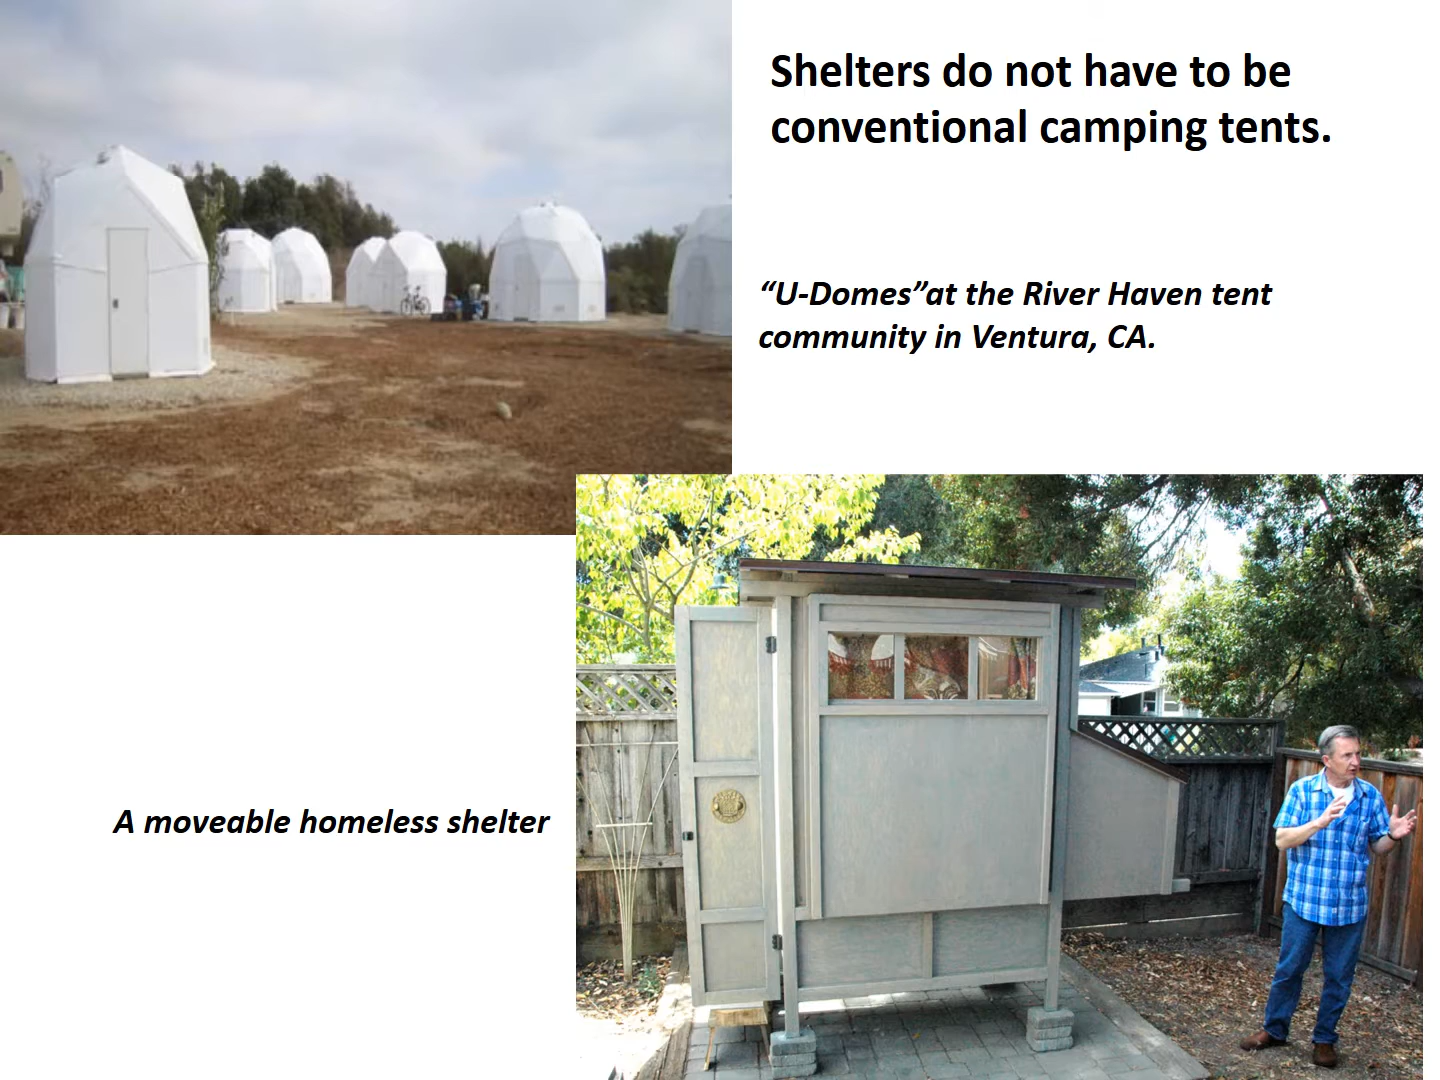 Shelters do not have to be
conventional camping tents.
“U-Domes”at the River Haven tent
community in Ventura, CA.
A moveable homeless shelter